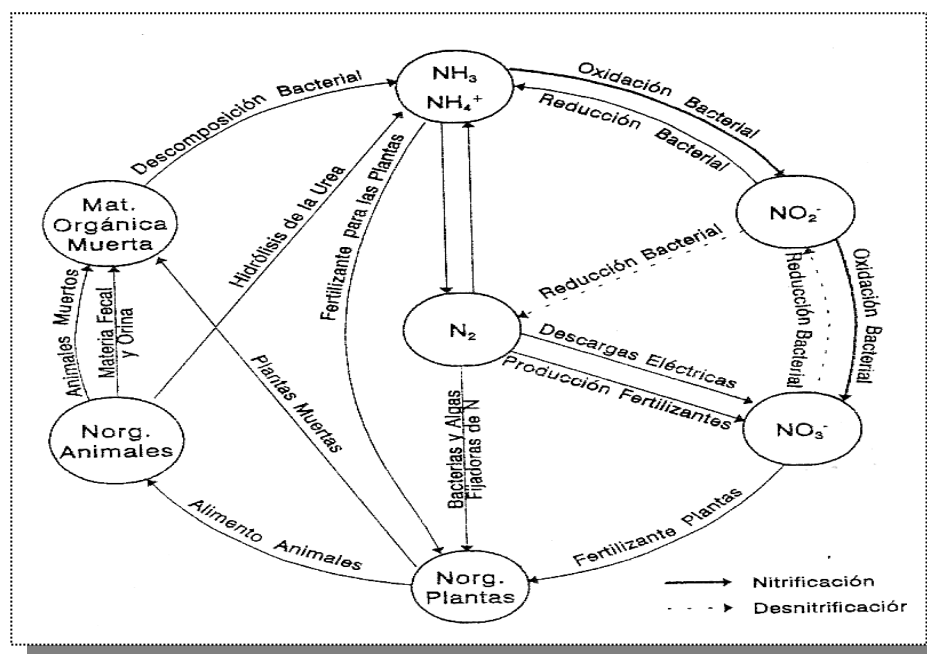 NH₃
NH₄⁺
Oxidación Bacterial
Reducción Bacterial
Descomposición Bacterial
Mat.
Orgánica
Muerta
Hidrólisis de la Urea
Fertilizante para las Plantas
NO₂⁻
Reducción Bacterial
Reducción Bacterial
Oxidación Bacterial
Animales Muertos
Materia Fecal
y Orina
N₂
Descargas Eléctricas
Producción Fertilizantes
Plantas Muertas
Bacterias y Algas
Fijadoras de N
Norg.
Animales
NO₃⁻
Alimento Animales
Fertilizante Plantas
Norg.
Plantas
Nitrificación
Desnitrificaciór